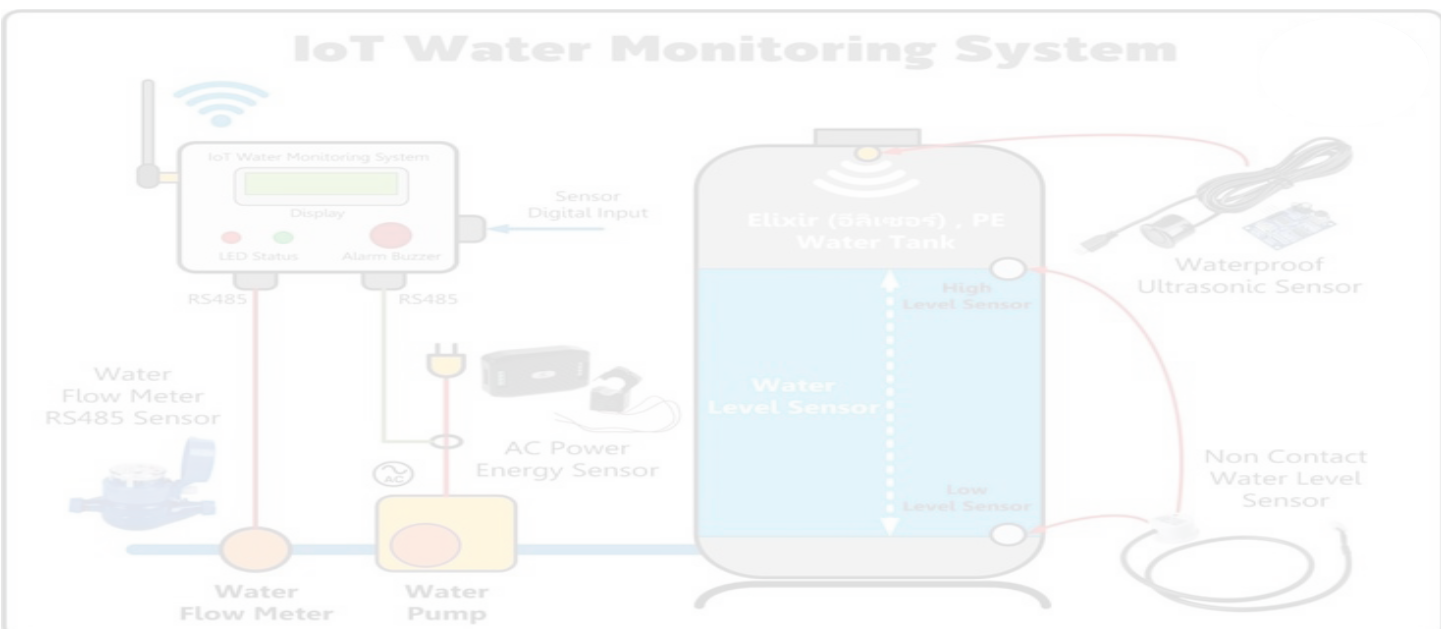 IoT Water Monitoring System
IoT Water Monitoring System
Display
LED Status
Alarm Buzzer
RS485
RS485
Sensor
Digital Input
Water
Flow Meter
RS485 Sensor
AC
AC Power
Energy Sensor
Water
Flow Meter
Water
Pump
Elixir (อีลิเซอร์) , PE
Water Tank
High
Level Sensor
Water
Level Sensor
Low
Level Sensor
Waterproof
Ultrasonic Sensor
Non Contact
Water Level
Sensor